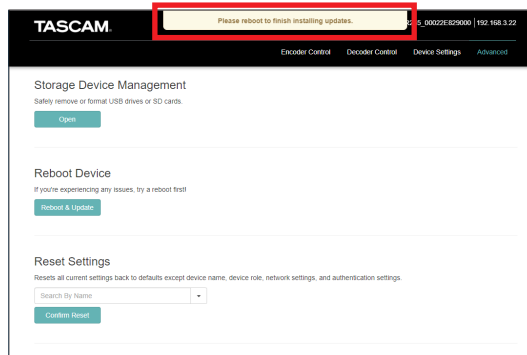 TASCAM
Please reboot to finish installing updates.
5_00022E829000 | 192.168.3.22
Encoder Control Decoder Control Device Settings Advanced
Storage Device Management
Safely remove or format USB drives or SD cards.
Open
Reboot Device
If you're experiencing any issues, try a reboot first!
Reboot & Update
Reset Settings
Resets all current settings back to defaults except device name, device role, network settings, and authentication settings.
Search By Name
Confirm Reset